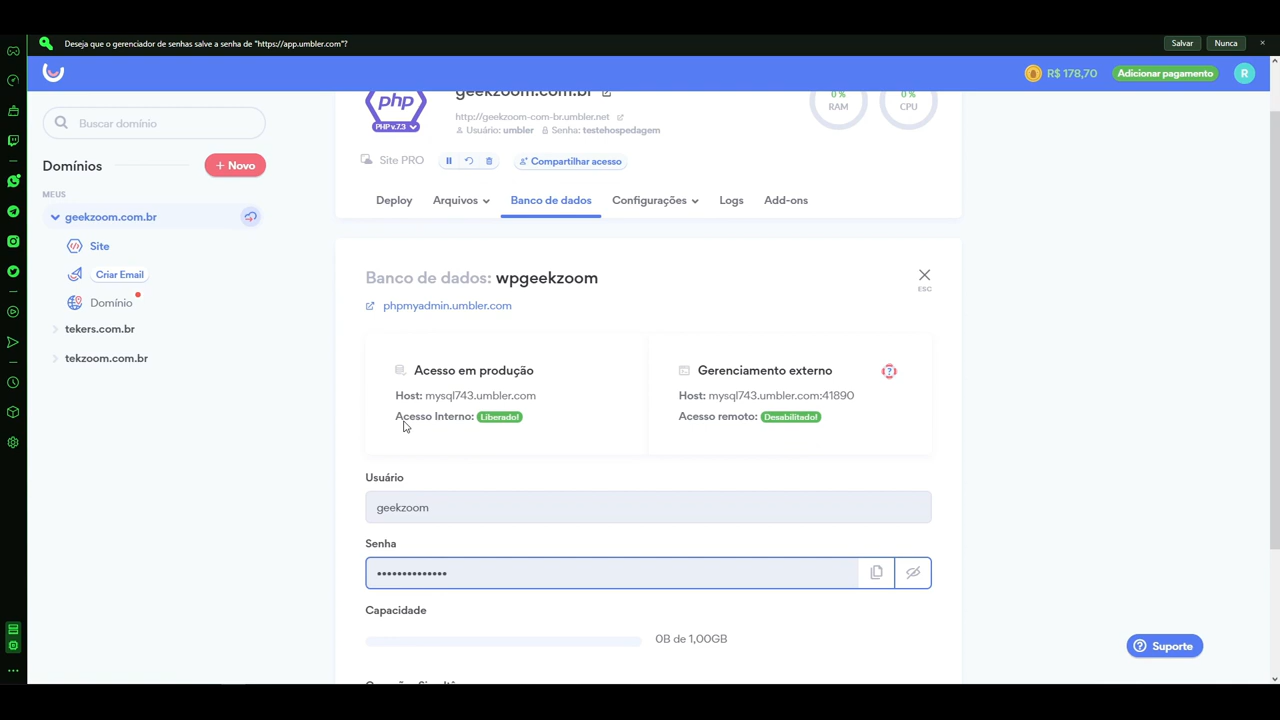 Deseja que o gerenciador de senhas salve a senha de "https://app.umbler.com"?
Salvar
Nunca
R$ 178,70
Adicionar pagamento
R
Buscar domínio
Domínios
+ Novo
MEUS
geekzoom.com.br
Site
Criar Email
Domínio
tekers.com.br
tekzoom.com.br
php
PHP v.7.3
geekzoom.com.br
http://geekzoom-com-br.umbler.net
Usuário: umbler Senha: testehospedagem
0 %
RAM
0 %
CPU
Site PRO
Compartilhar acesso
Deploy
Arquivos
Banco de dados
Configurações
Logs
Add-ons
Banco de dados: wpgeekzoom
ESC
phpmyadmin.umbler.com
Acesso em produção
Host: mysql743.umbler.com
Acesso Interno: Liberado!
Gerenciamento externo
?
Host: mysql743.umbler.com:41890
Acesso remoto: Desabilitado!
Usuário
geekzoom
Senha
••••••••••••••
Capacidade
0B de 1,00GB
? Suporte